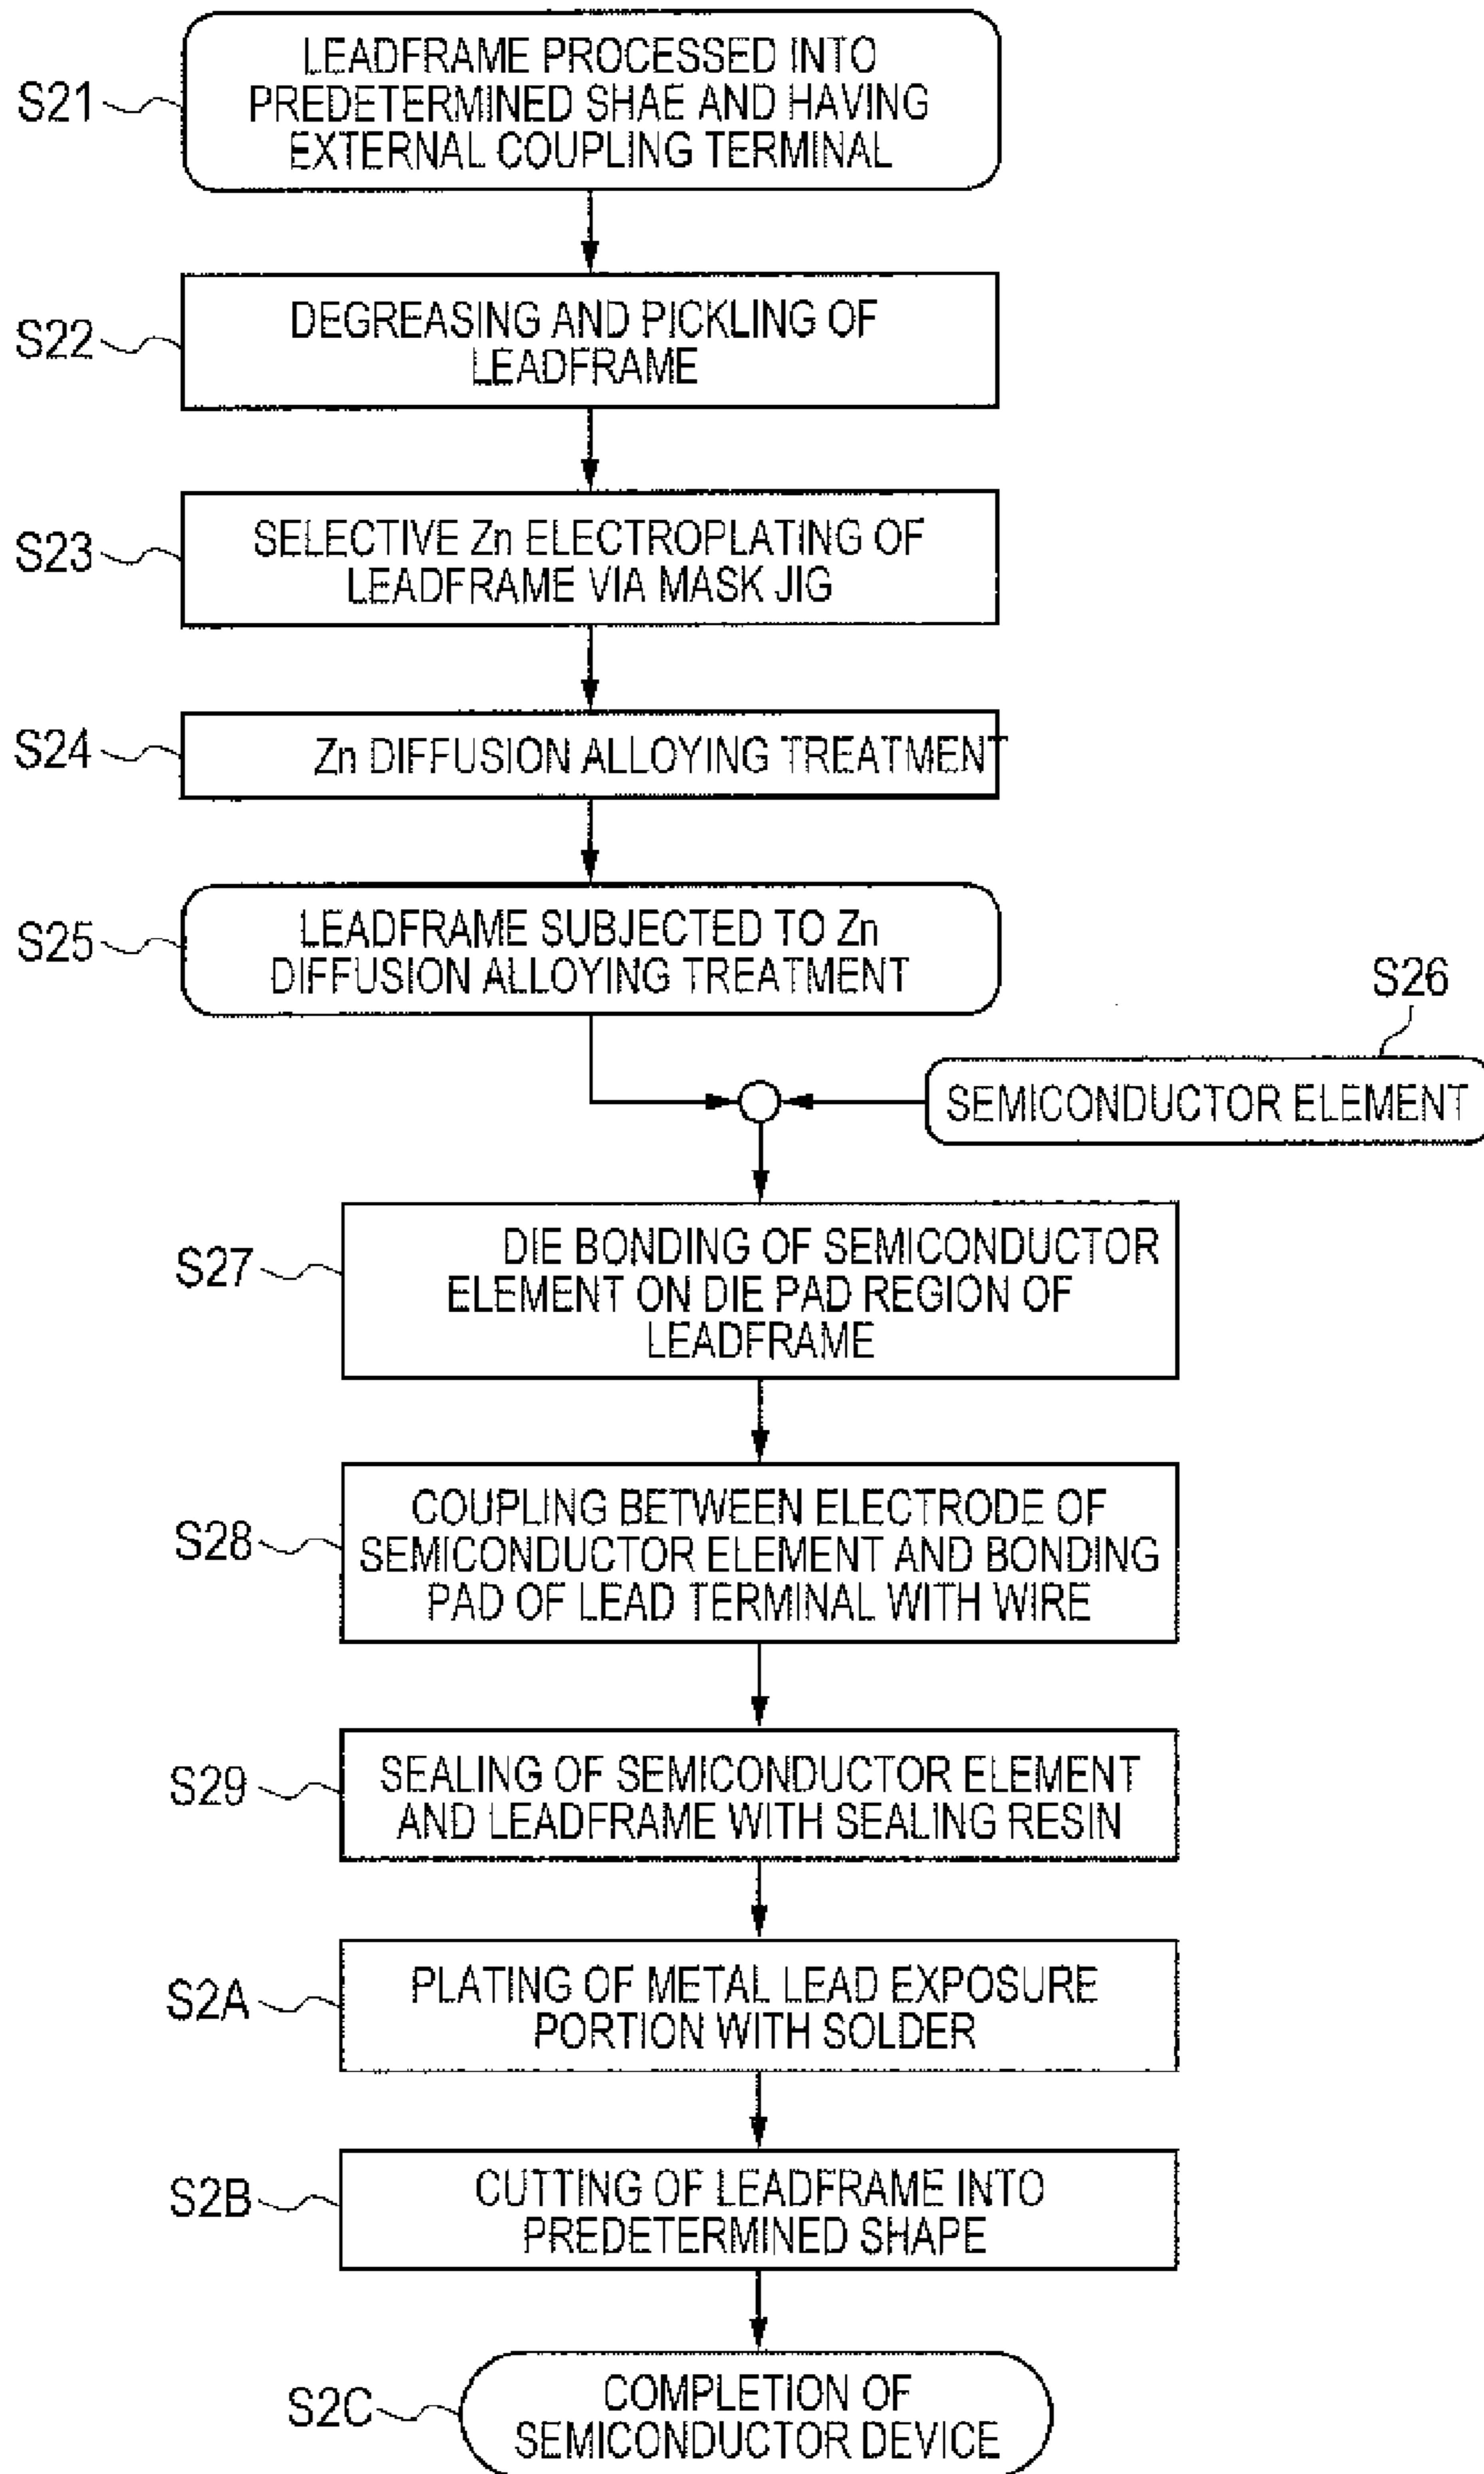 S21
LEADFRAME PROCESSED INTO
PREDETERMINED SHAE AND HAVING
EXTERNAL COUPLING TERMINAL
S22
DEGREASING AND PICKLING OF
LEADFRAME
S23
SELECTIVE Zn ELECTROPLATING OF
LEADFRAME VIA MASK JIG
S24
Zn DIFFUSION ALLOYING TREATMENT
S25
LEADFRAME SUBJECTED TO Zn
DIFFUSION ALLOYING TREATMENT
S26
SEMICONDUCTOR ELEMENT
S27
DIE BONDING OF SEMICONDUCTOR
ELEMENT ON DIE PAD REGION OF
LEADFRAME
S28
COUPLING BETWEEN ELECTRODE OF
SEMICONDUCTOR ELEMENT AND BONDING
PAD OF LEAD TERMINAL WITH WIRE
S29
SEALING OF SEMICONDUCTOR ELEMENT
AND LEADFRAME WITH SEALING RESIN
S2A
PLATING OF METAL LEAD EXPOSURE
PORTION WITH SOLDER
S2B
CUTTING OF LEADFRAME INTO
PREDETERMINED SHAPE
S2C
COMPLETION OF
SEMICONDUCTOR DEVICE